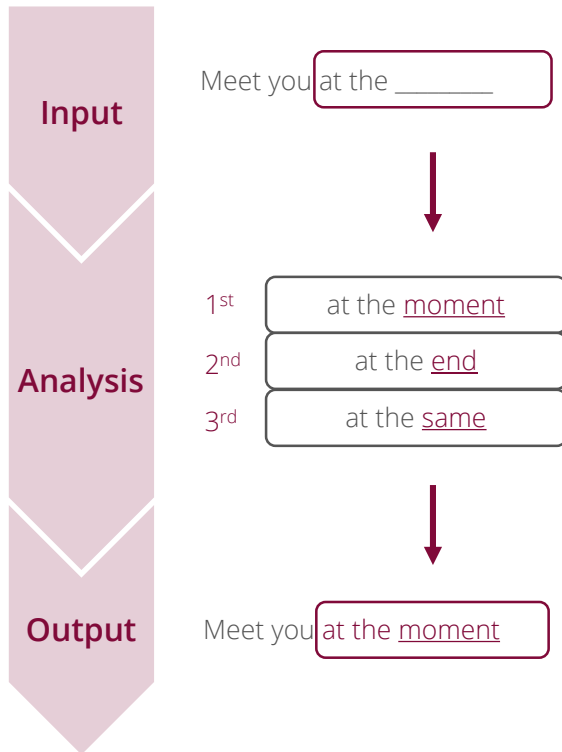 Input
Meet you at the ________
Analysis
1st at the moment
2nd at the end
3rd at the same
Output
Meet you at the moment